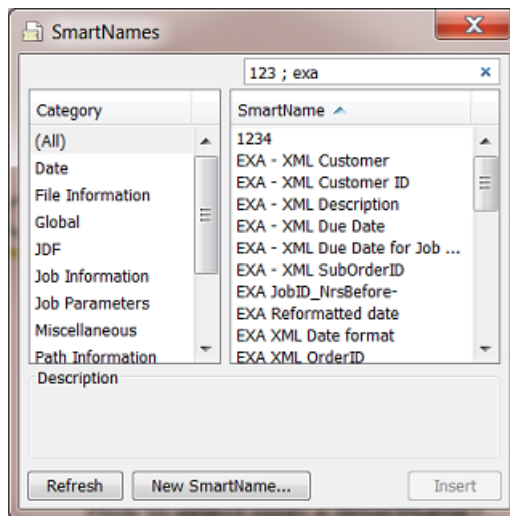 SmartNames
123 ; exa
Category
(All)
Date
File Information
Global
JDF
Job Information
Job Parameters
Miscellaneous
Path Information
SmartName
1234
EXA - XML Customer
EXA - XML Customer ID
EXA - XML Description
EXA - XML Due Date
EXA - XML Due Date for Job ...
EXA - XML SubOrderID
EXA JobID_NrsBefore-
EXA Reformatted date
EXA XML Date format
EXA XML OrderID
Description
Refresh
New SmartName...
Insert